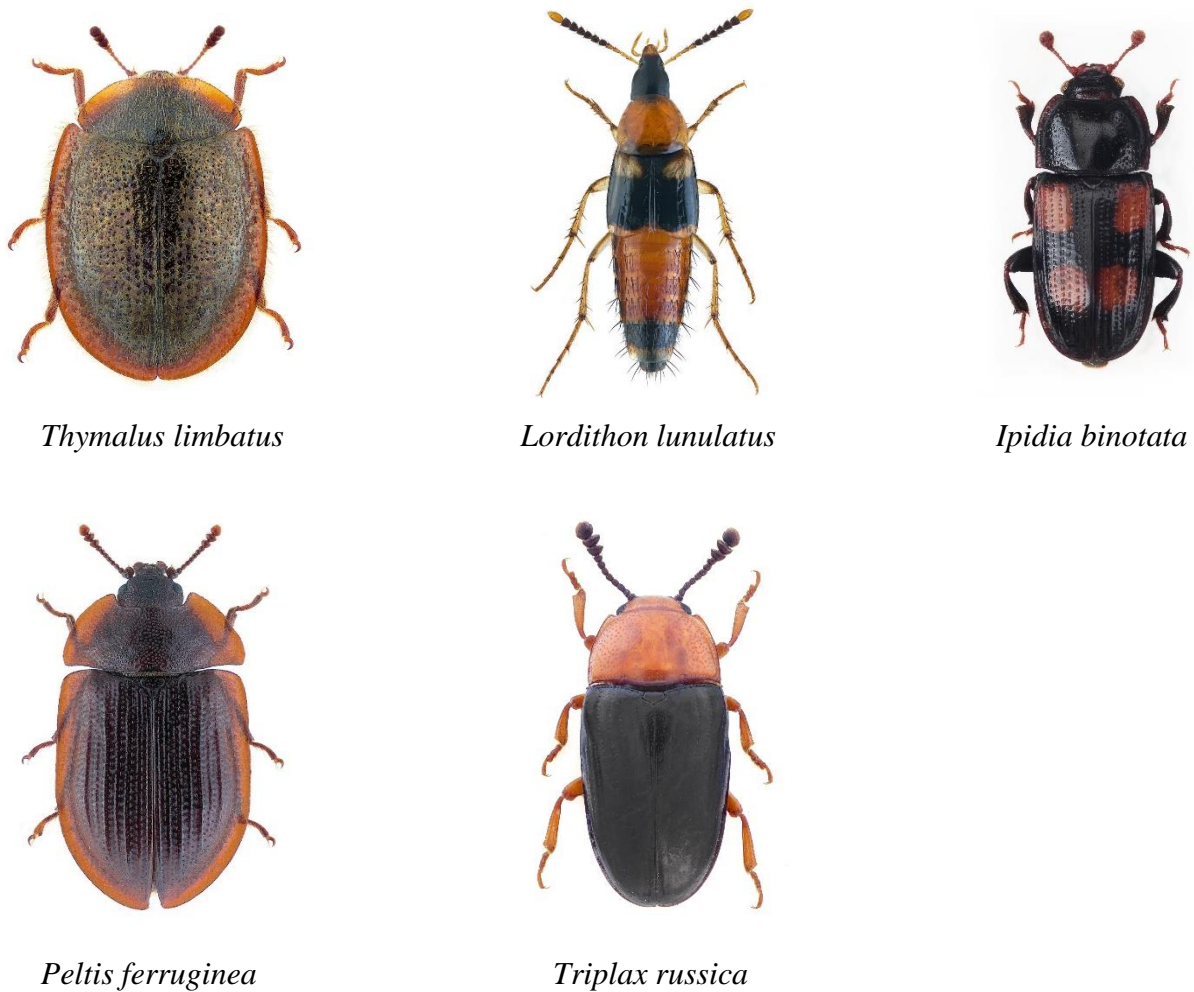 Thymalus limbatus
Lordithon lunulatus
Ipidia binotata
Peltis ferruginea
Triplax russica